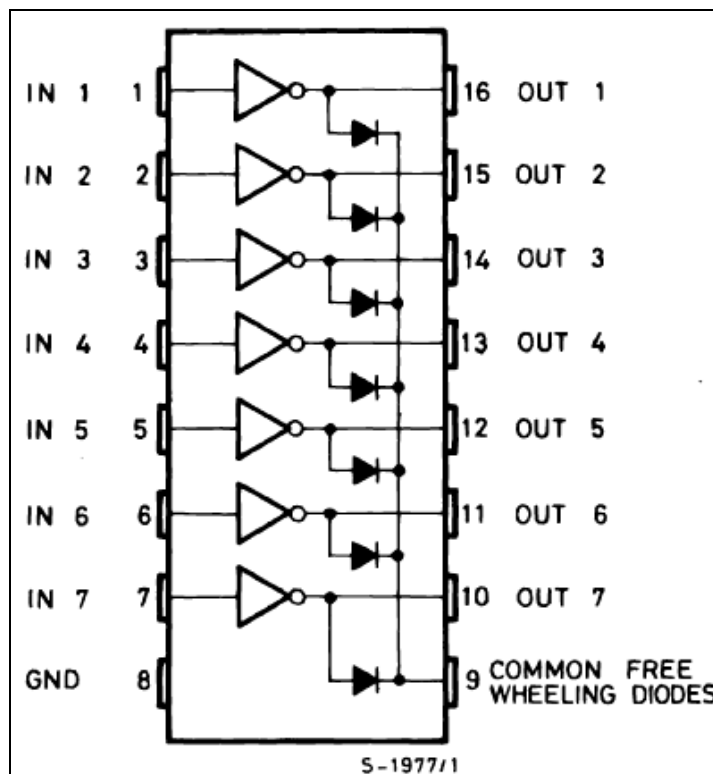 IN 1 1 16 OUT 1
IN 2 2 15 OUT 2
IN 3 3 14 OUT 3
IN 4 4 13 OUT 4
IN 5 5 12 OUT 5
IN 6 6 11 OUT 6
IN 7 7 10 OUT 7
GND 8 9 COMMON FREE
WHEELING DIODES
S-1977/1